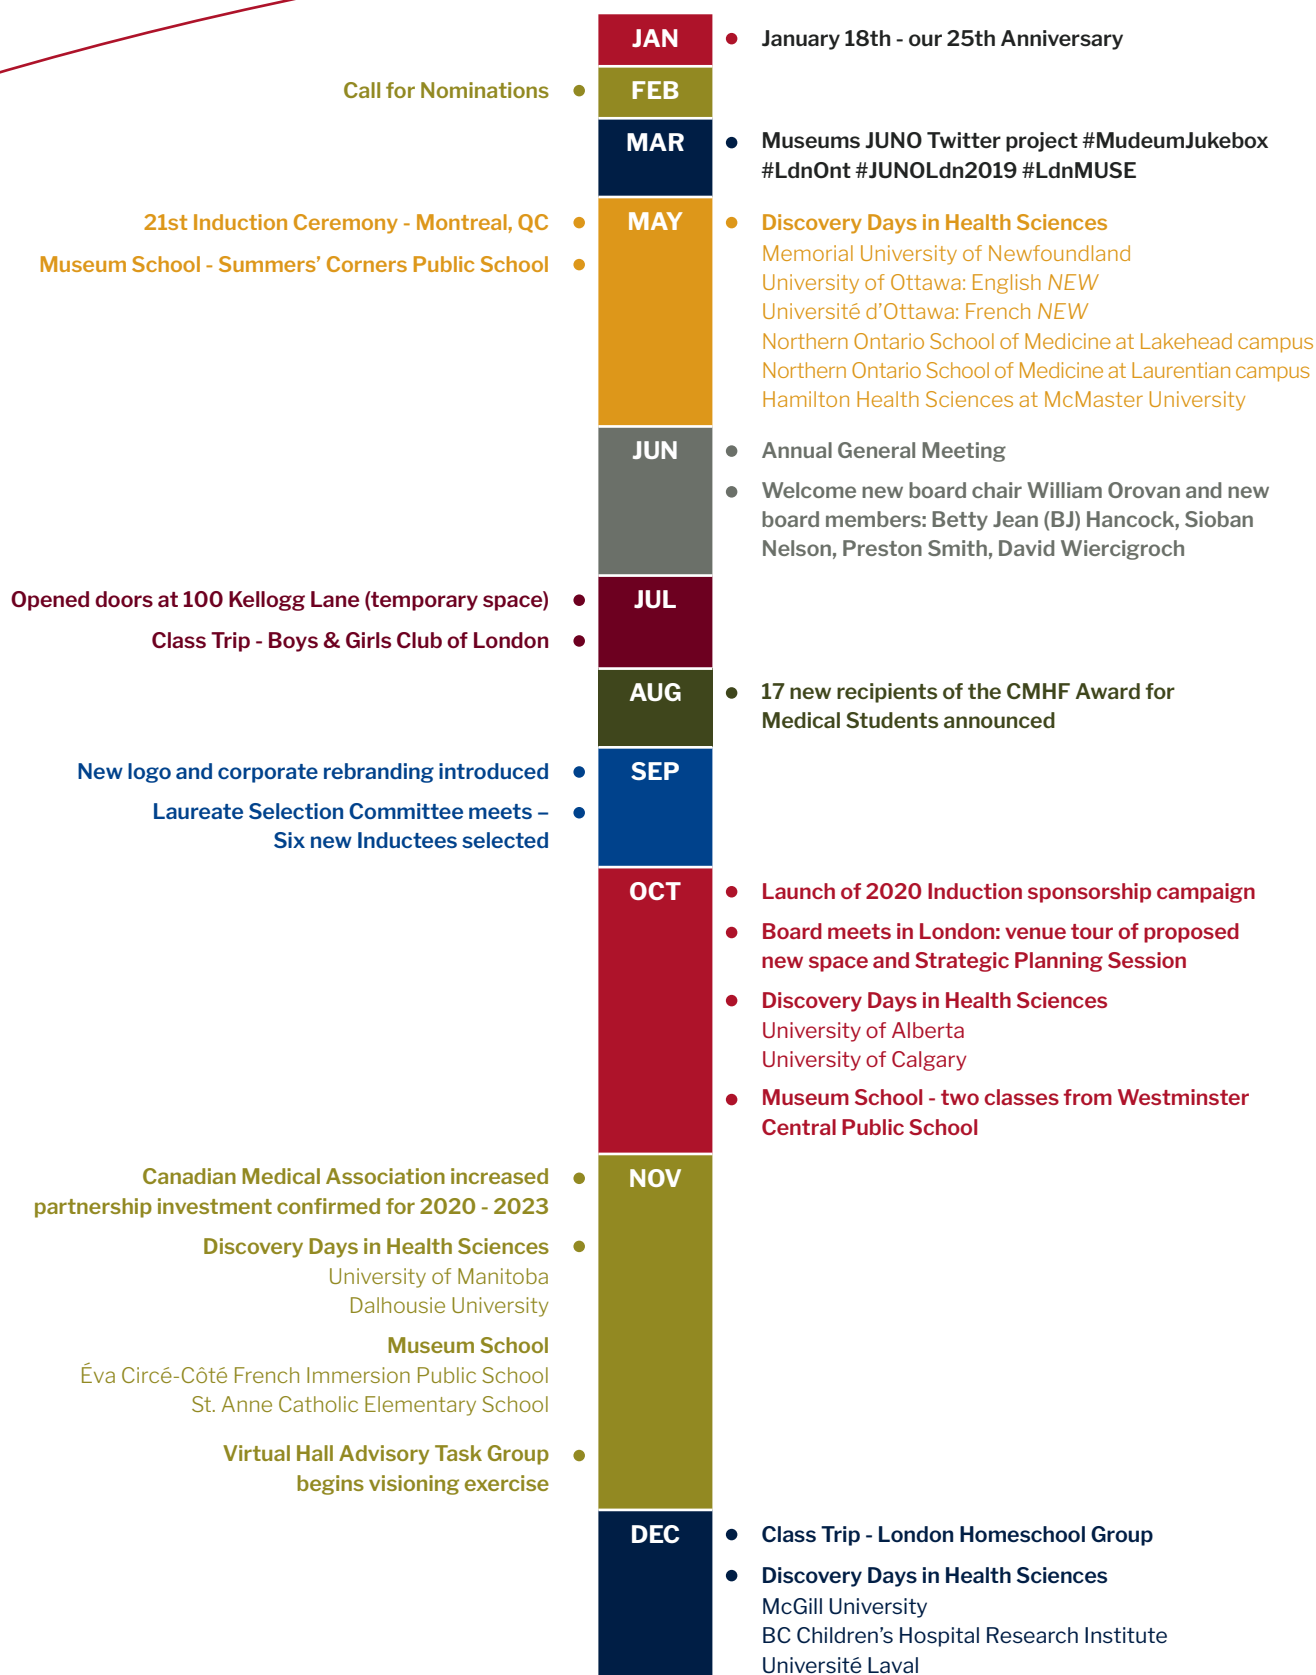 JAN
January 18th - our 25th Anniversary
Call for Nominations
FEB
MAR
Museums JUNO Twitter project #MudeumJukebox
#LdnOnt #JUNOLdn2019 #LdnMUSE
21st Induction Ceremony - Montreal, QC
Museum School - Summers’ Corners Public School
MAY
Discovery Days in Health Sciences
Memorial University of Newfoundland
University of Ottawa: English NEW
Université d’Ottawa: French NEW
Northern Ontario School of Medicine at Lakehead campus
Northern Ontario School of Medicine at Laurentian campus
Hamilton Health Sciences at McMaster University
JUN
Annual General Meeting
Welcome new board chair William Orovan and new
board members: Betty Jean (BJ) Hancock, Sioban
Nelson, Preston Smith, David Wiercigroch
Opened doors at 100 Kellogg Lane (temporary space)
Class Trip - Boys & Girls Club of London
JUL
AUG
17 new recipients of the CMHF Award for
Medical Students announced
New logo and corporate rebranding introduced
Laureate Selection Committee meets –
Six new Inductees selected
SEP
OCT
Launch of 2020 Induction sponsorship campaign
Board meets in London: venue tour of proposed
new space and Strategic Planning Session
Discovery Days in Health Sciences
University of Alberta
University of Calgary
Museum School - two classes from Westminster
Central Public School
Canadian Medical Association increased
partnership investment confirmed for 2020 - 2023
Discovery Days in Health Sciences
University of Manitoba
Dalhousie University
Museum School
Éva Circé-Côté French Immersion Public School
St. Anne Catholic Elementary School
Virtual Hall Advisory Task Group
begins visioning exercise
NOV
DEC
Class Trip - London Homeschool Group
Discovery Days in Health Sciences
McGill University
BC Children’s Hospital Research Institute
Université Laval